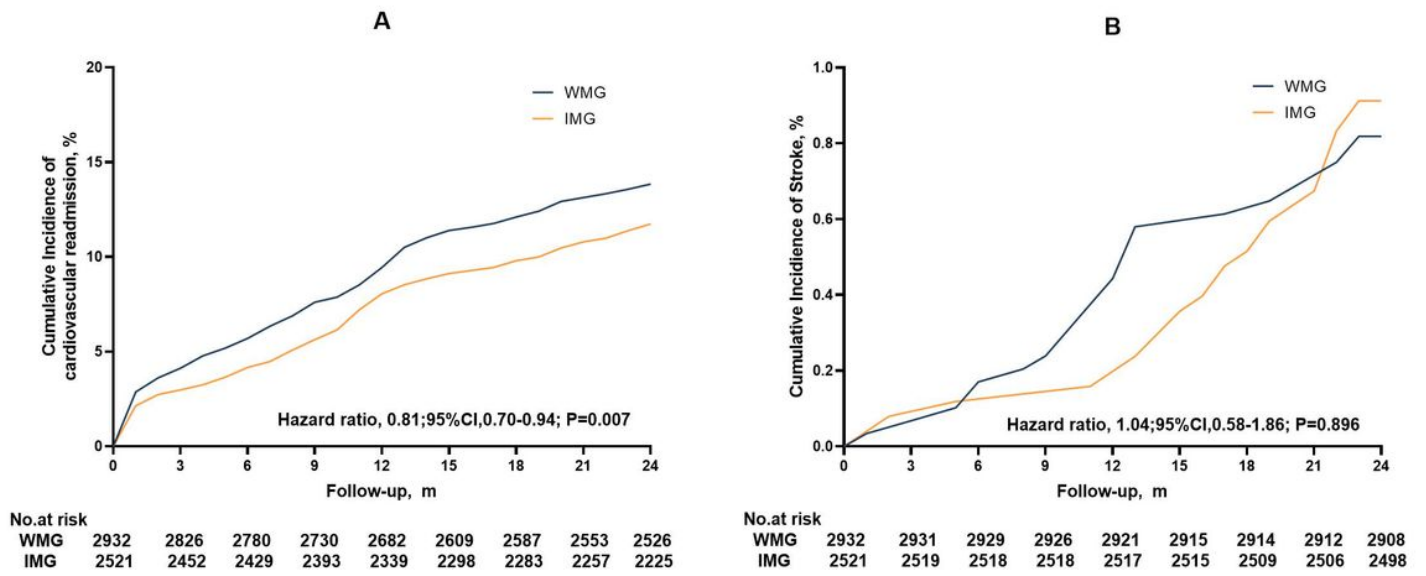 A
20
15
10
5
0
Cumulative Incidience of
cardiovascular readmission, %
WMG
IMG
Hazard ratio, 0.81;95%CI,0.70-0.94; P=0.007
0 3 6 9 12 15 18 21 24
Follow-up, m
No.at risk
WMG 2932 2826 2780 2730 2682 2609 2587 2553 2526
IMG 2521 2452 2429 2393 2339 2298 2283 2257 2225
B
1.0
0.8
0.6
0.4
0.2
0.0
Cumulative Incidience of Stroke, %
WMG
IMG
Hazard ratio, 1.04;95%CI,0.58-1.86; P=0.896
0 3 6 9 12 15 18 21 24
Follow-up, m
No.at risk
WMG 2932 2931 2929 2926 2921 2915 2914 2912 2908
IMG 2521 2519 2518 2518 2517 2515 2509 2506 2498